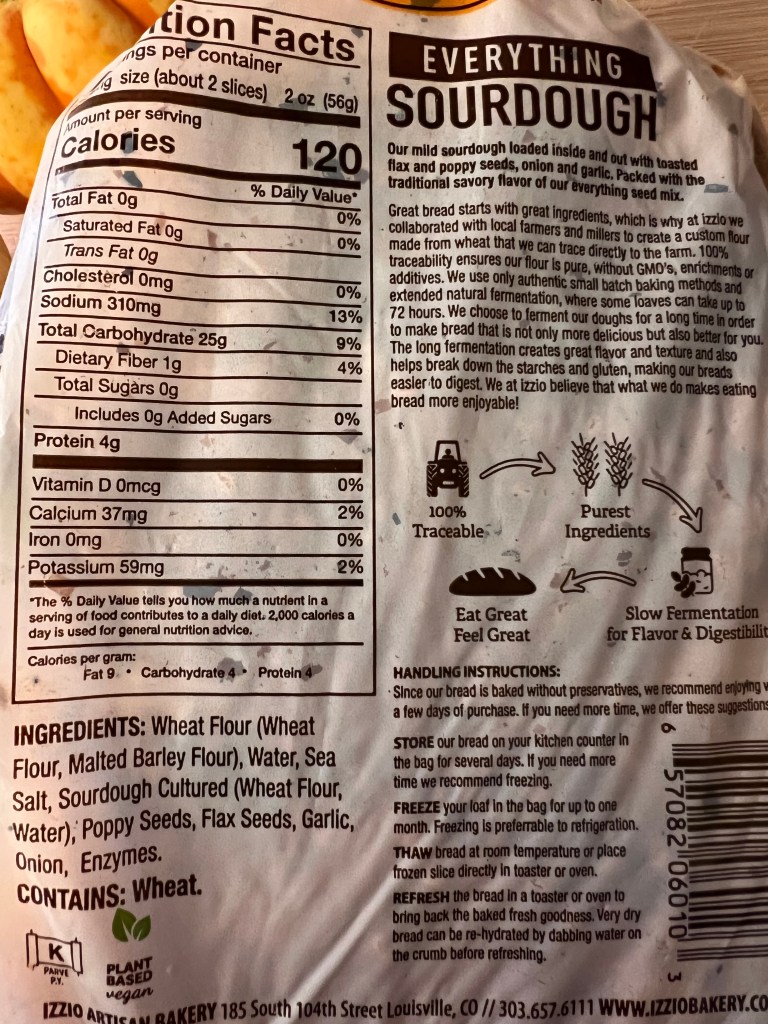 tion Facts
ngs per container
size (about 2 slices) 2 oz (56g)
Amount per serving
Calories 120
% Daily Value*
Total Fat 0g 0%
Saturated Fat 0g 0%
Trans Fat 0g
Cholesterol 0mg 0%
Sodium 310mg 13%
Total Carbohydrate 25g 9%
Dietary Fiber 1g 4%
Total Sugars 0g
Includes 0g Added Sugars 0%
Protein 4g
Vitamin D 0mcg 0%
Calcium 37mg 2%
Iron 0mg 0%
Potassium 59mg 2%
*The % Daily Value tells you how much a nutrient in a
serving of food contributes to a daily diet. 2,000 calories a
day is used for general nutrition advice.
Calories per gram:
Fat 9 • Carbohydrate 4 • Protein 4
INGREDIENTS: Wheat Flour (Wheat
Flour, Malted Barley Flour), Water, Sea
Salt, Sourdough Cultured (Wheat Flour,
Water), Poppy Seeds, Flax Seeds, Garlic,
Onion, Enzymes.
CONTAINS: Wheat.
K
PARVE
P.Y.
PLANT
BASED
vegan
EVERYTHING
SOURDOUGH
Our mild sourdough loaded inside and out with toasted
flax and poppy seeds, onion and garlic. Packed with the
traditional savory flavor of our everything seed mix.
Great bread starts with great ingredients, which is why at izzio we
collaborated with local farmers and millers to create a custom flour
made from wheat that we can trace directly to the farm. 100%
traceability ensures our flour is pure, without GMO's, enrichments or
additives. We use only authentic small batch baking methods and
extended natural fermentation, where some loaves can take up to
72 hours. We choose to ferment our doughs for a long time in order
to make bread that is not only more delicious but also better for you.
The long fermentation creates great flavor and texture and also
helps break down the starches and gluten, making our breads
easier to digest. We at izzio believe that what we do makes eating
bread more enjoyable!
100%
Traceable
Purest
Ingredients
Eat Great
Feel Great
Slow Fermentation
for Flavor & Digestibilit
HANDLING INSTRUCTIONS:
Since our bread is baked without preservatives, we recommend enjoying w
a few days of purchase. If you need more time, we offer these suggestions
STORE our bread on your kitchen counter in
the bag for several days. If you need more
time we recommend freezing.
FREEZE your loaf in the bag for up to one
month. Freezing is preferrable to refrigeration.
THAW bread at room temperature or place
frozen slice directly in toaster or oven.
REFRESH the bread in a toaster or oven to
bring back the baked fresh goodness. Very dry
bread can be re-hydrated by dabbing water on
the crumb before refreshing.
6 57082 06010 3
IZZIO ARTISAN BAKERY 185 South 104th Street Louisville, CO // 303.657.6111 WWW.IZZIOBAKERY.CO